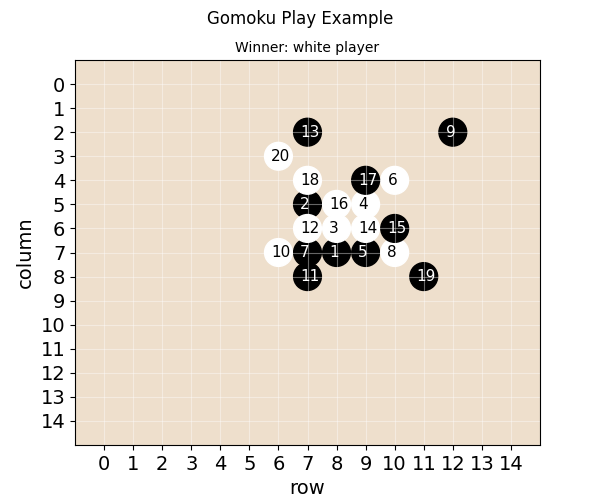 Gomoku Play Example
Winner: white player
0
1
2 13 9
3 20
4 18 17 6
5 2 16 4
6 12 3 14 15
7 10 7 1 5 8
8 11 19
9
10
11
12
13
14
column
0 1 2 3 4 5 6 7 8 9 10 11 12 13 14
row